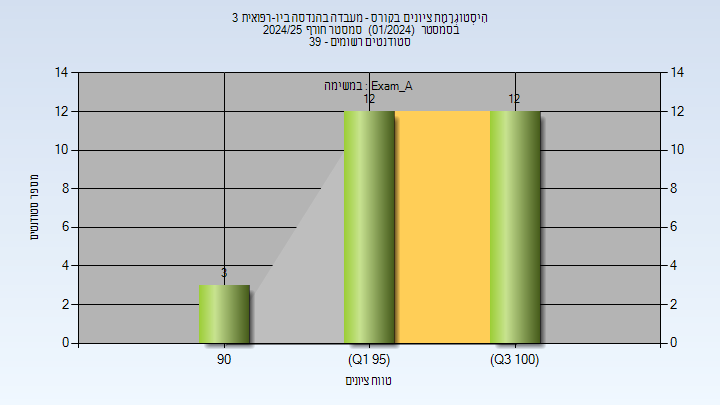 היסטוגרמת ציונים בקורס - מעבדה בהנדסה ביו-רפואית 3
בסמסטר (01/2024) סמסטר חורף 2024/25
סטודנטים רשומים - 39
במשימה : Exam_A
14
12
10
8
6
4
2
0
14
12
10
8
6
4
2
0
3
12
12
90
(Q1 95)
(Q3 100)
מספר סטודנטים
טווח ציונים